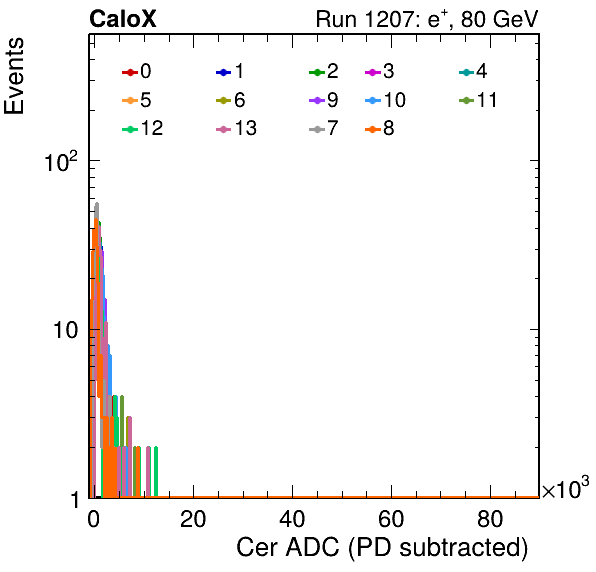 CaloX Run 1207: e⁺, 80 GeV
Events
0 1 2 3 4
5 6 9 10 11
12 13 7 8
10²
10
1
0 20 40 60 80 ×10³
Cer ADC (PD subtracted)